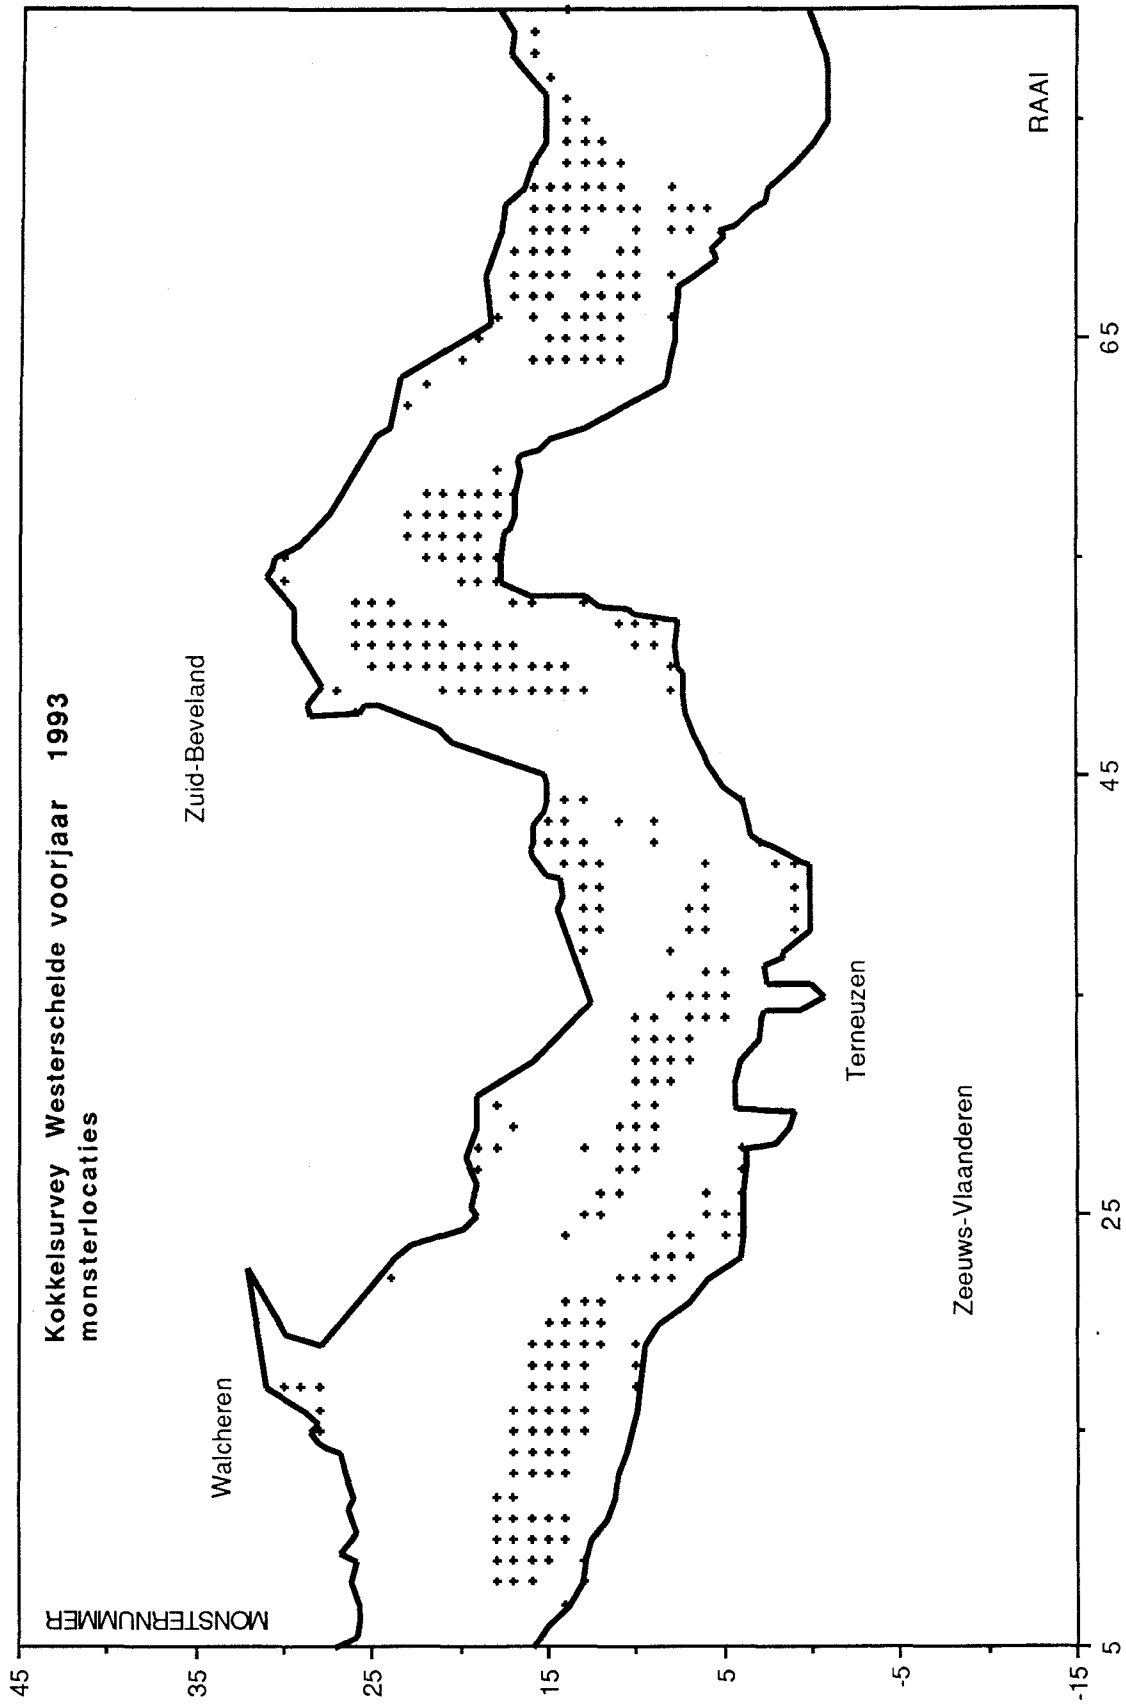 Kokkelsurvey Westerschelde voorjaar 1993
monsterlocaties
MONSTERNUMMER
45
35
25
15
5
-5
-15
Walcheren
Zuid-Beveland
Terneuzen
Zeeuws-Vlaanderen
5
25
45
65
RAAI